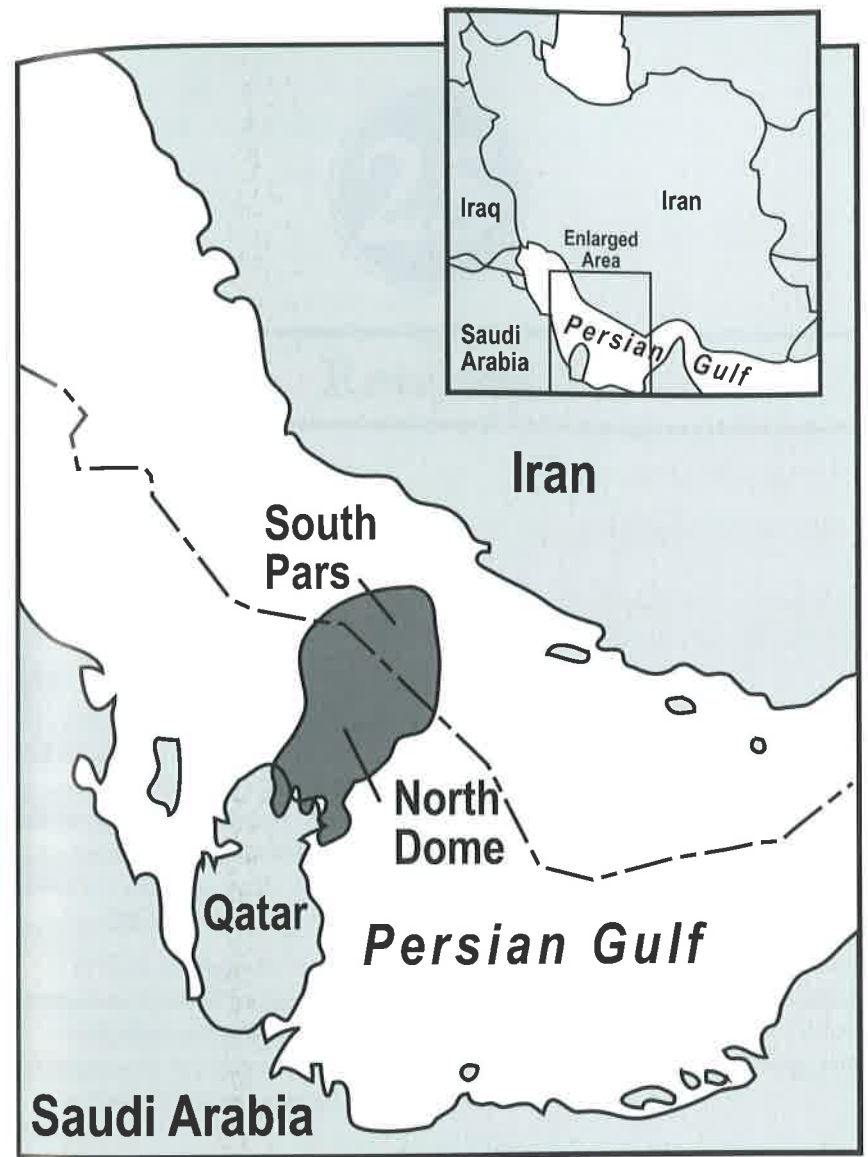 Iraq
Iran
Enlarged
Area
Saudi
Arabia
Persian
Gulf
Iran
South
Pars
North
Dome
Qatar
Persian Gulf
Saudi Arabia